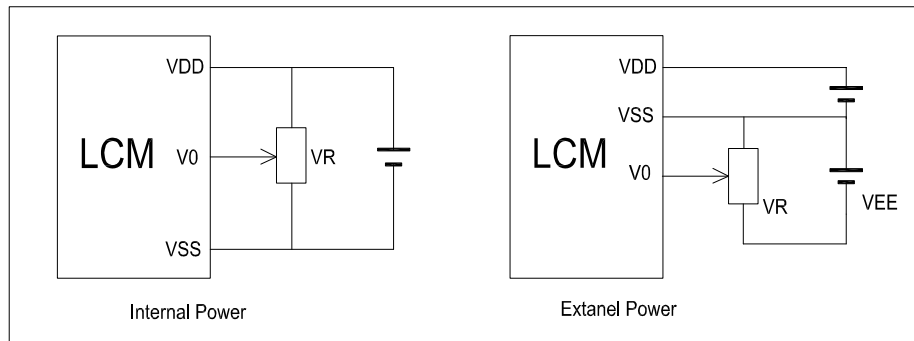 VDD
LCM
V0
VR
VSS
Internal Power
VDD
VSS
LCM
V0
VR
VEE
Extanel Power